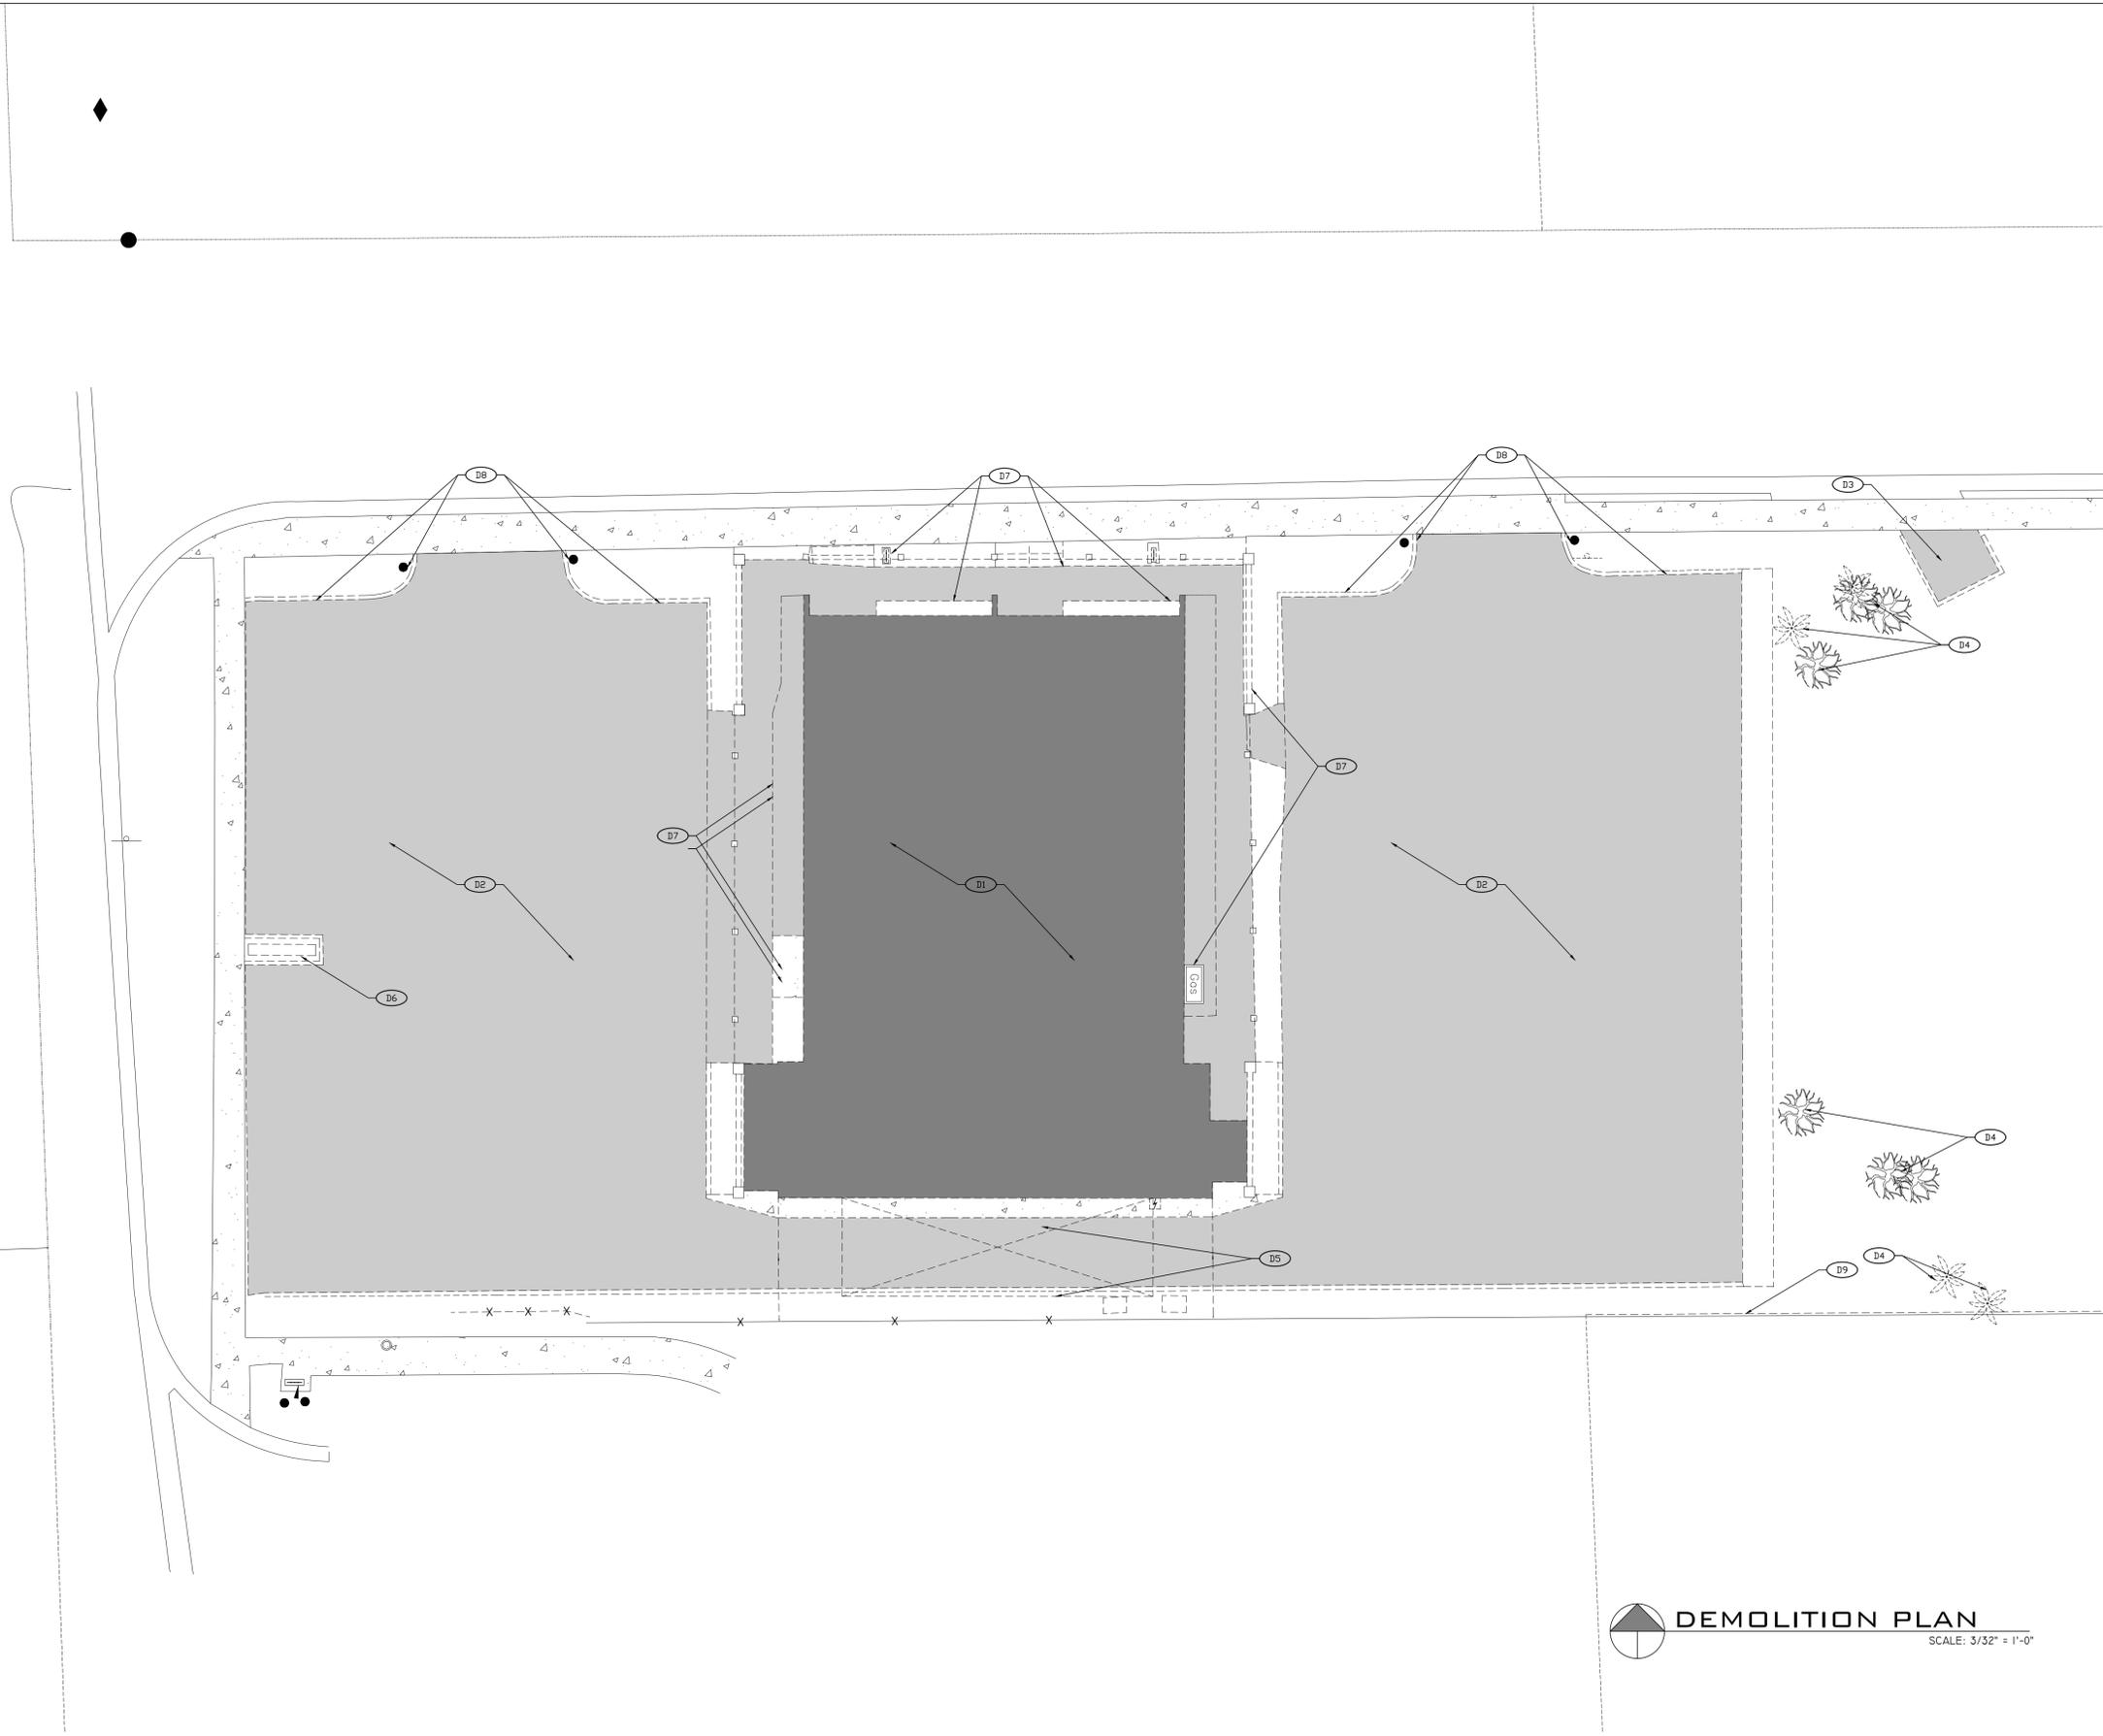 D8
D7
D8
D3
D4
D7
D7
D2
D1
D2
D6
Gas
D4
D5
D4
D9
X X X
X X X
DEMOLITION PLAN
SCALE: 3/32" = 1'-0"